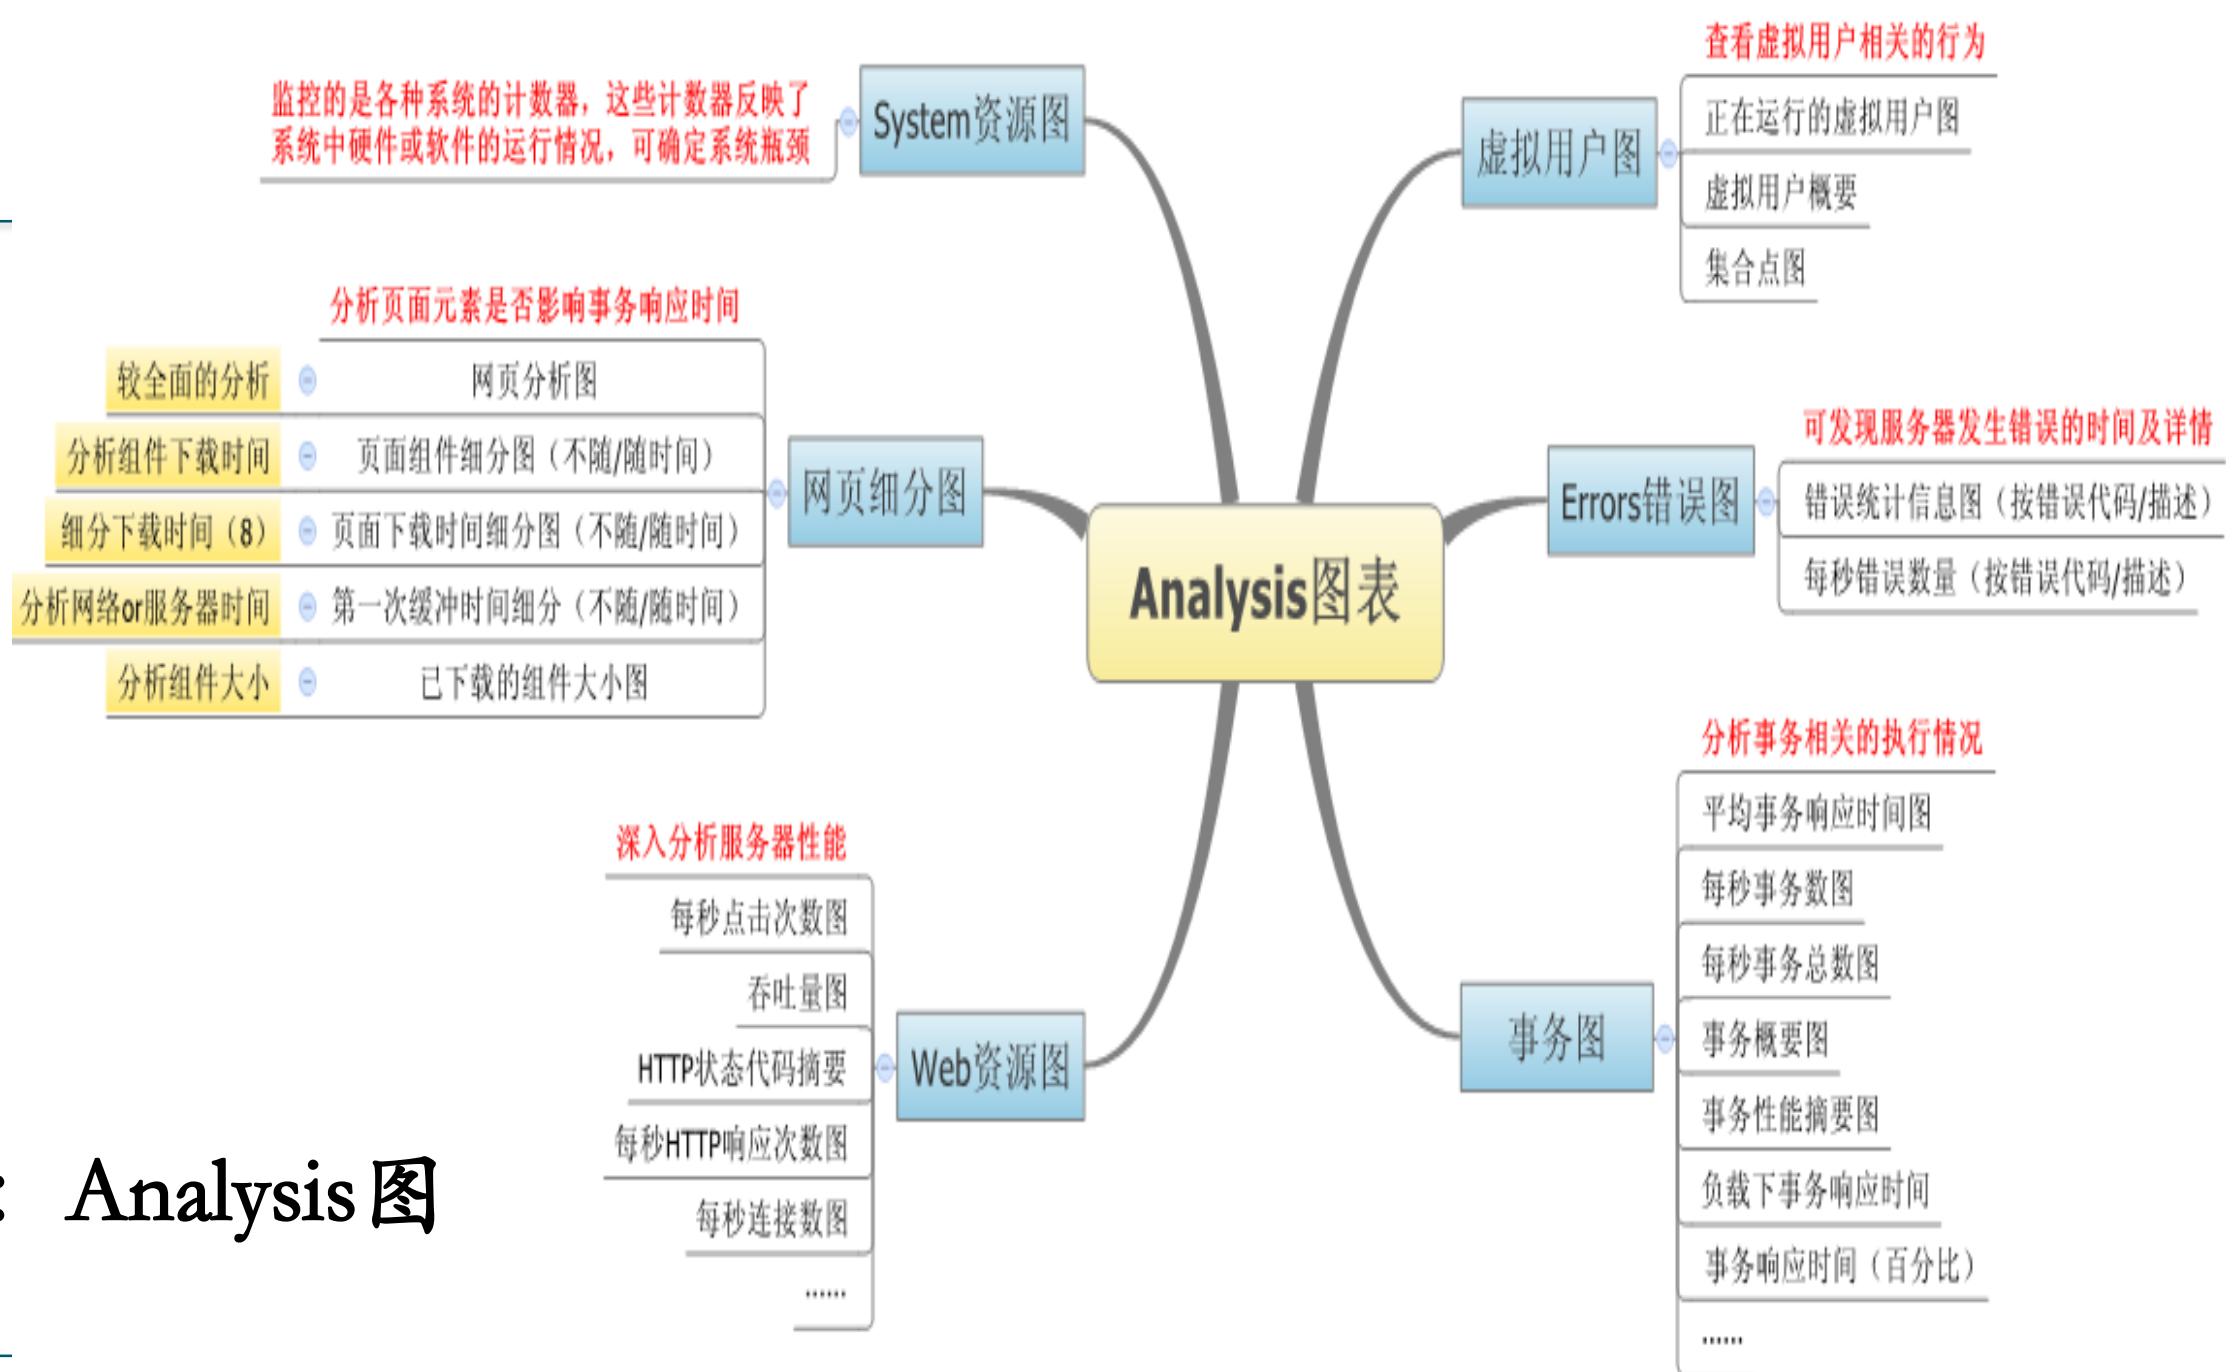 监控的是各种系统的计数器，这些计数器反映了
系统中硬件或软件的运行情况，可确定系统瓶颈
System资源图
分析页面元素是否影响事务响应时间
较全面的分析
网页分析图
分析组件下载时间
页面组件细分图（不随/随时间）
细分下载时间（8）
页面下载时间细分图（不随/随时间）
分析网络or服务器时间
第一次缓冲时间细分（不随/随时间）
分析组件大小
已下载的组件大小图
网页细分图
深入分析服务器性能
每秒点击次数图
吞吐量图
HTTP状态代码摘要
每秒HTTP响应次数图
每秒连接数图
......
Web资源图
Analysis图表
查看虚拟用户相关的行为
正在运行的虚拟用户图
虚拟用户概要
集合点图
虚拟用户图
可发现服务器发生错误的时间及详情
错误统计信息图（按错误代码/描述）
每秒错误数量（按错误代码/描述）
Errors错误图
分析事务相关的执行情况
平均事务响应时间图
每秒事务数图
每秒事务总数图
事务概要图
事务性能摘要图
负载下事务响应时间
事务响应时间（百分比）
......
事务图
：Analysis图